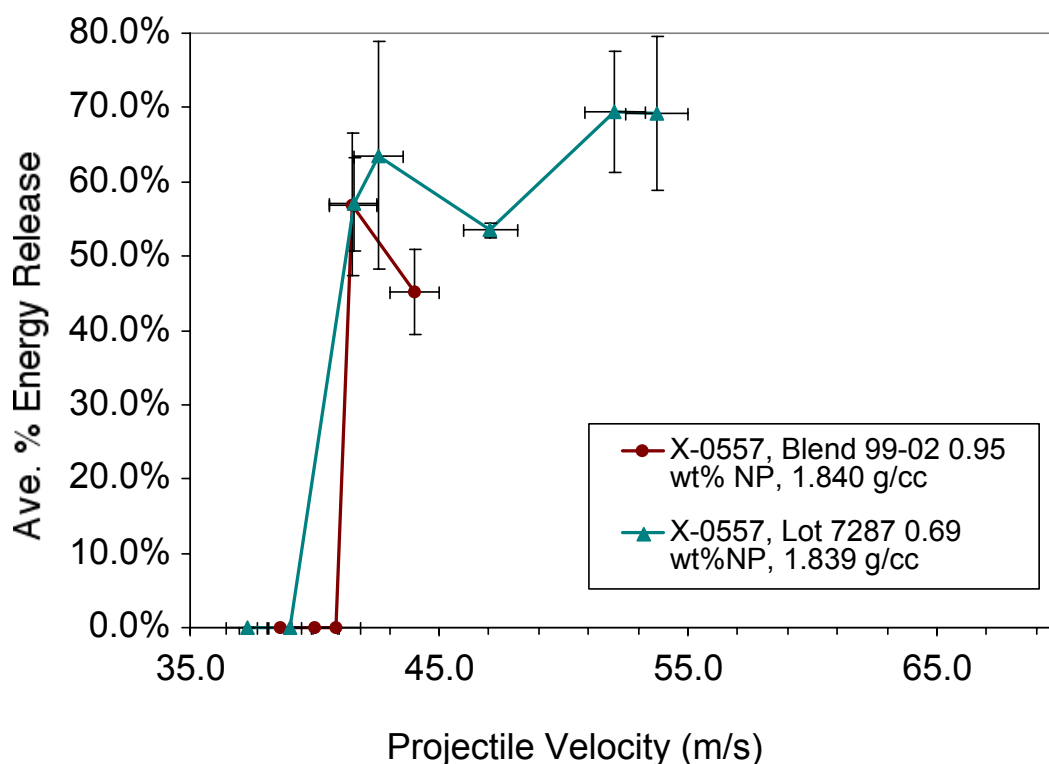 80.0%
70.0%
60.0%
50.0%
40.0%
30.0%
20.0%
10.0%
0.0%
35.0 45.0 55.0 65.0
Ave. % Energy Release
Projectile Velocity (m/s)
X-0557, Blend 99-02 0.95
wt% NP, 1.840 g/cc
X-0557, Lot 7287 0.69
wt%NP, 1.839 g/cc